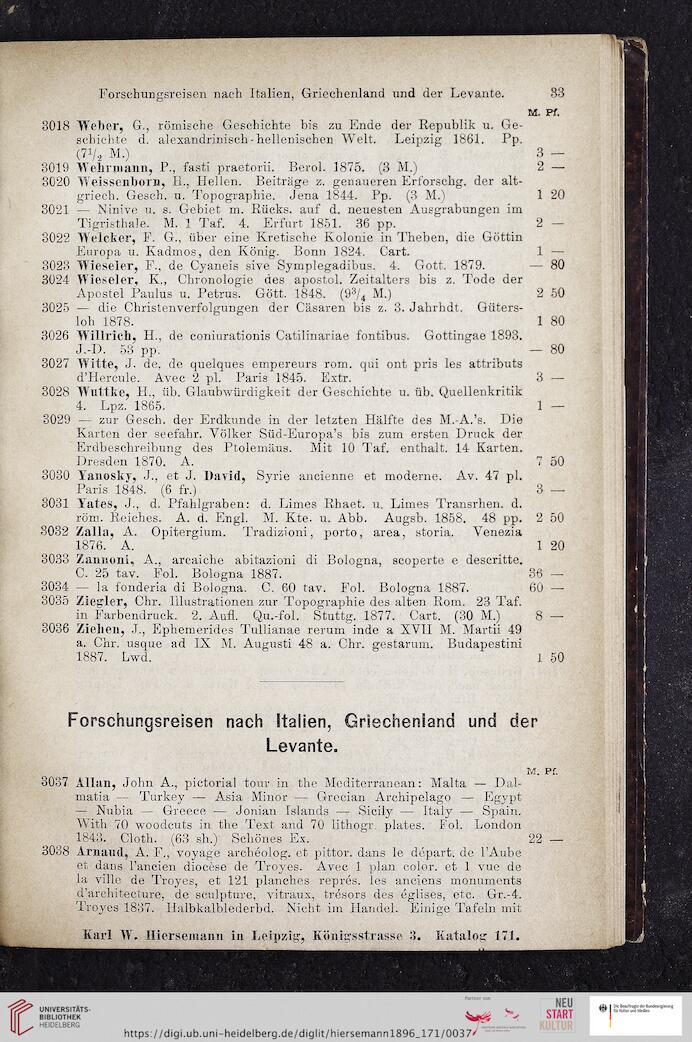 Forschungsreisen nach Italien, Griechenland und der Levante. 33
M. Pf.
3018 Weber, G., römische Geschichte bis zu Ende der Republik u. Ge-
schichte d. alexandrinisch-hellenischen Welt. Leipzig 1861. Pp.
(7½ M.) 3 —
3019 Wehrmann, P., fasti praetorii. Berol. 1875. (3 M.) 2 —
3020 Weissenborn, H., Hellen. Beiträge z. genaueren Erforschg. der alt-
griech. Gesch. u. Topographie. Jena 1844. Pp. (3 M.) 1 20
3021 — Ninive u. s. Gebiet m. Rücks. auf d. neuesten Ausgrabungen im
Tigristhale. M. 1 Taf. 4. Erfurt 1851. 36 pp. 2 —
3022 Welcker, F. G., über eine Kretische Kolonie in Theben, die Göttin
Europa u. Kadmos, den König. Bonn 1824. Cart. 1 —
3023 Wieseler, F., de Cyaneis sive Symplegadibus. 4. Gott. 1879. — 80
3024 Wieseler, K., Chronologie des apostol. Zeitalters bis z. Tode der
Apostel Paulus u. Petrus. Gött. 1848. (9¾ M.) 2 50
3025 — die Christenverfolgungen der Cäsaren bis z. 3. Jahrhdt. Güters-
loh 1878. 1 80
3026 Willrich, H., de coniurationis Catilinariae fontibus. Gottingae 1893.
J.-D. 53 pp. — 80
3027 Witte, J. de, de quelques empereurs rom. qui ont pris les attributs
d'Hercule. Avec 2 pl. Paris 1845. Extr. 3 —
3028 Wuttke, H., üb. Glaubwürdigkeit der Geschichte u. üb. Quellenkritik
4. Lpz. 1865. 1 —
3029 — zur Gesch. der Erdkunde in der letzten Hälfte des M.-A.'s. Die
Karten der seefahr. Völker Süd-Europa's bis zum ersten Druck der
Erdbeschreibung des Ptolemäus. Mit 10 Taf. enthalt. 14 Karten.
Dresden 1870. A. 7 50
3030 Yanosky, J., et J. David, Syrie ancienne et moderne. Av. 47 pl.
Paris 1848. (6 fr.) 3 —
3031 Yates, J., d. Pfahlgraben: d. Limes Rhaet. u. Limes Transrhen. d.
röm. Reiches. A. d. Engl. M. Kte. u. Abb. Augsb. 1858. 48 pp. 2 50
3032 Zalla, A. Opitergium. Tradizioni, porto, area, storia. Venezia
1876. A. 1 20
3033 Zannoni, A., arcaiche abitazioni di Bologna, scoperte e descritte.
C. 25 tav. Fol. Bologna 1887. 36 —
3034 — la fonderia di Bologna. C. 60 tav. Fol. Bologna 1887. 60 —
3035 Ziegler, Chr. Illustrationen zur Topographie des alten Rom. 23 Taf.
in Farbendruck. 2. Aufl. Qu.-fol. Stuttg. 1877. Cart. (30 M.) 8 —
3036 Ziehen, J., Ephemerides Tullianae rerum inde a XVII M. Martii 49
a. Chr. usque ad IX M. Augusti 48 a. Chr. gestarum. Budapestini
1887. Lwd. 1 50
Forschungsreisen nach Italien, Griechenland und der
Levante.
M. Pf.
3037 Allan, John A., pictorial tour in the Mediterranean: Malta — Dal-
matia — Turkey — Asia Minor — Grecian Archipelago — Egypt
— Nubia — Greece — Jonian Islands — Sicily — Italy — Spain.
With 70 woodcuts in the Text and 70 lithogr. plates. Fol. London
1843. Cloth. (63 sh.) Schönes Ex. 22 —
3038 Arnaud, A. F., voyage archéolog. et pittor. dans le départ. de l'Aube
et dans l'ancien diocèse de Troyes. Avec 1 plan color. et 1 vue de
la ville de Troyes, et 121 planches représ. les anciens monuments
d'architecture, de sculpture, vitraux, trésors des églises, etc. Gr.-4.
Troyes 1837. Halbkalblederbd. Nicht im Handel. Einige Tafeln mit
Karl W. Hiersemann in Leipzig, Königsstrasse 3. Katalog 171.
UNIVERSITÄTS-
BIBLIOTHEK
HEIDELBERG
https://digi.ub.uni-heidelberg.de/diglit/hiersemann1896_171/0037
Partner von
NEU
START
KULTUR
Die Beauftragte der Bundesregierung
für Kultur und Medien